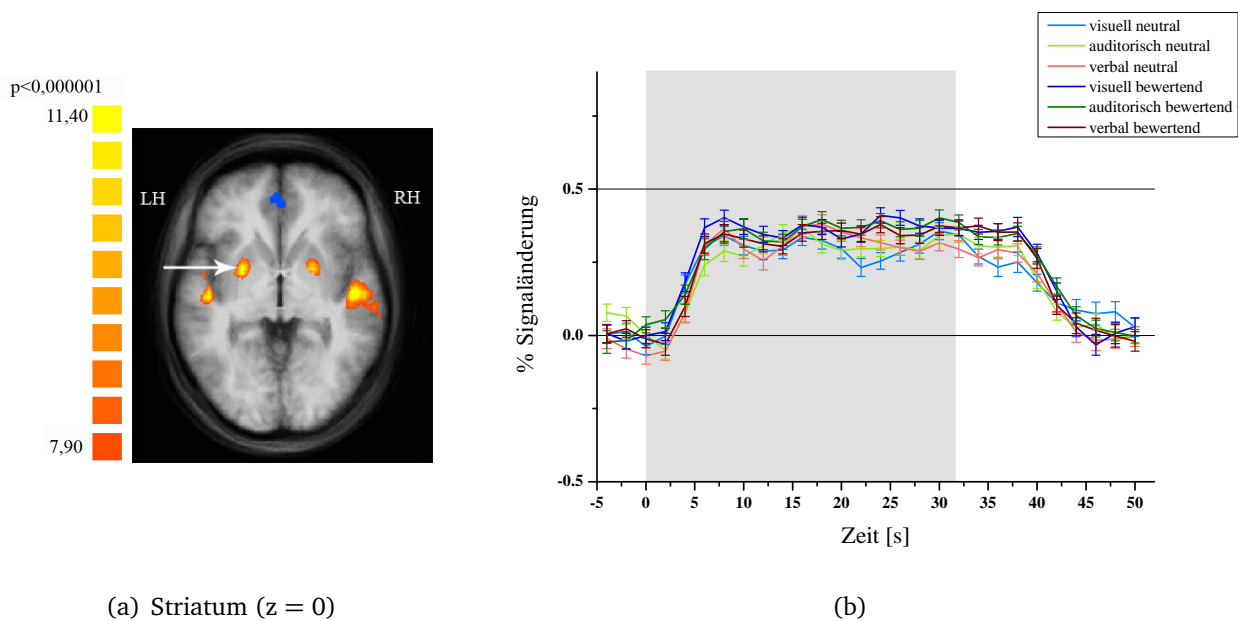 p<0,000001
11,40
7,90
LH
RH
visuell neutral
auditorisch neutral
verbal neutral
visuell bewertend
auditorisch bewertend
verbal bewertend
% Signaländerung
0.5
0.0
-0.5
-5 0 5 10 15 20 25 30 35 40 45 50
Zeit [s]
(a) Striatum (z = 0)
(b)